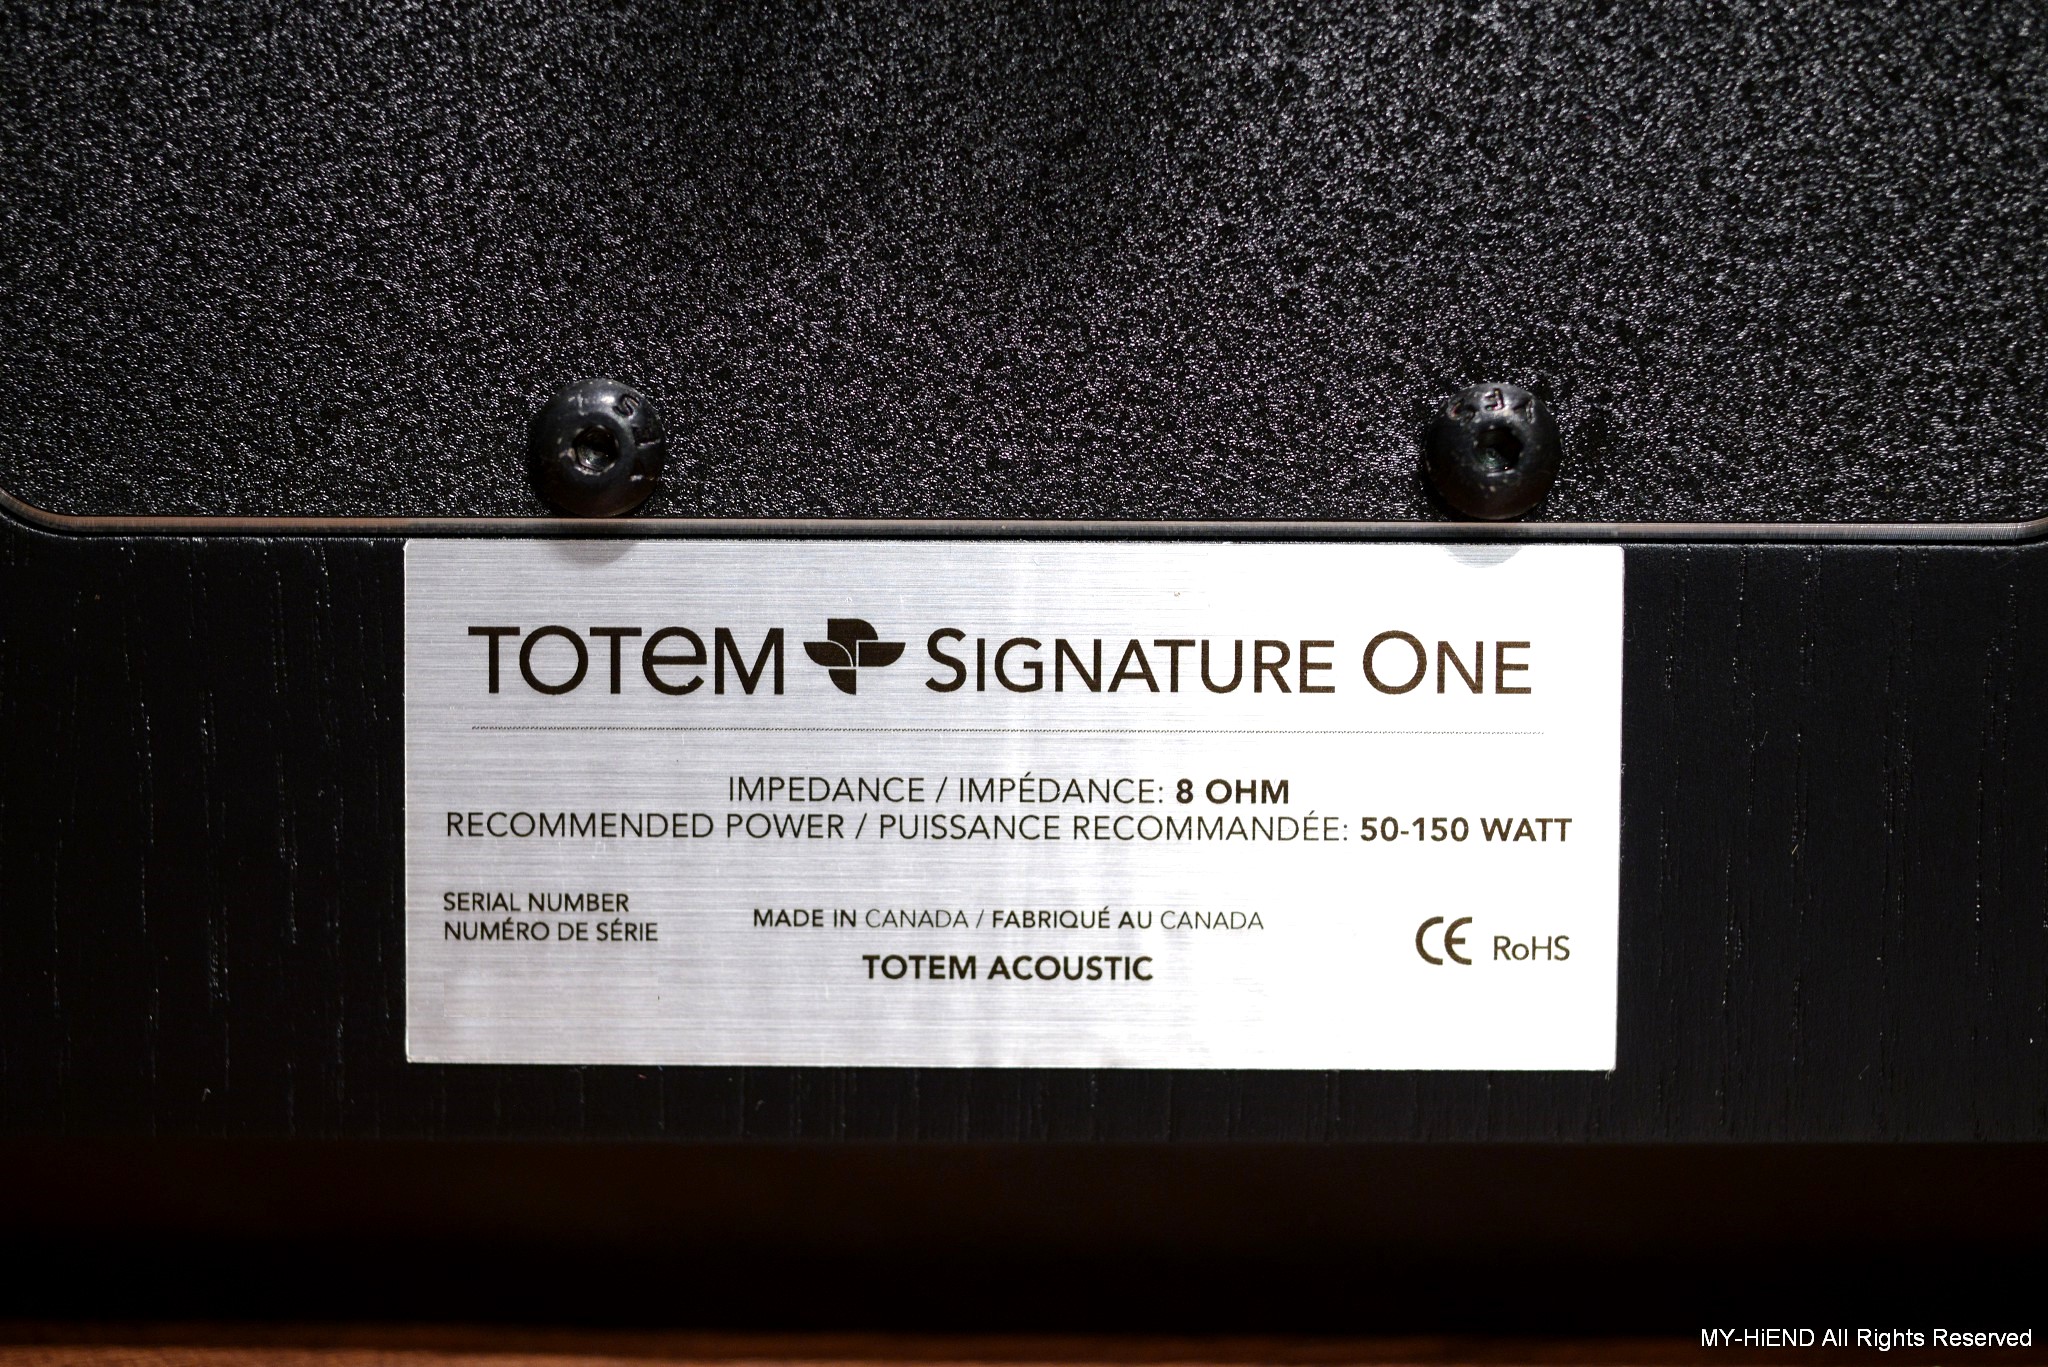 TOTEM SIGNATURE ONE
IMPEDANCE / IMPÉDANCE: 8 OHM
RECOMMENDED POWER / PUISSANCE RECOMMANDÉE: 50-150 WATT
SERIAL NUMBER
NUMÉRO DE SÉRIE
MADE IN CANADA / FABRIQUÉ AU CANADA
TOTEM ACOUSTIC
CE RoHS
MY-HiEND All Rights Reserved